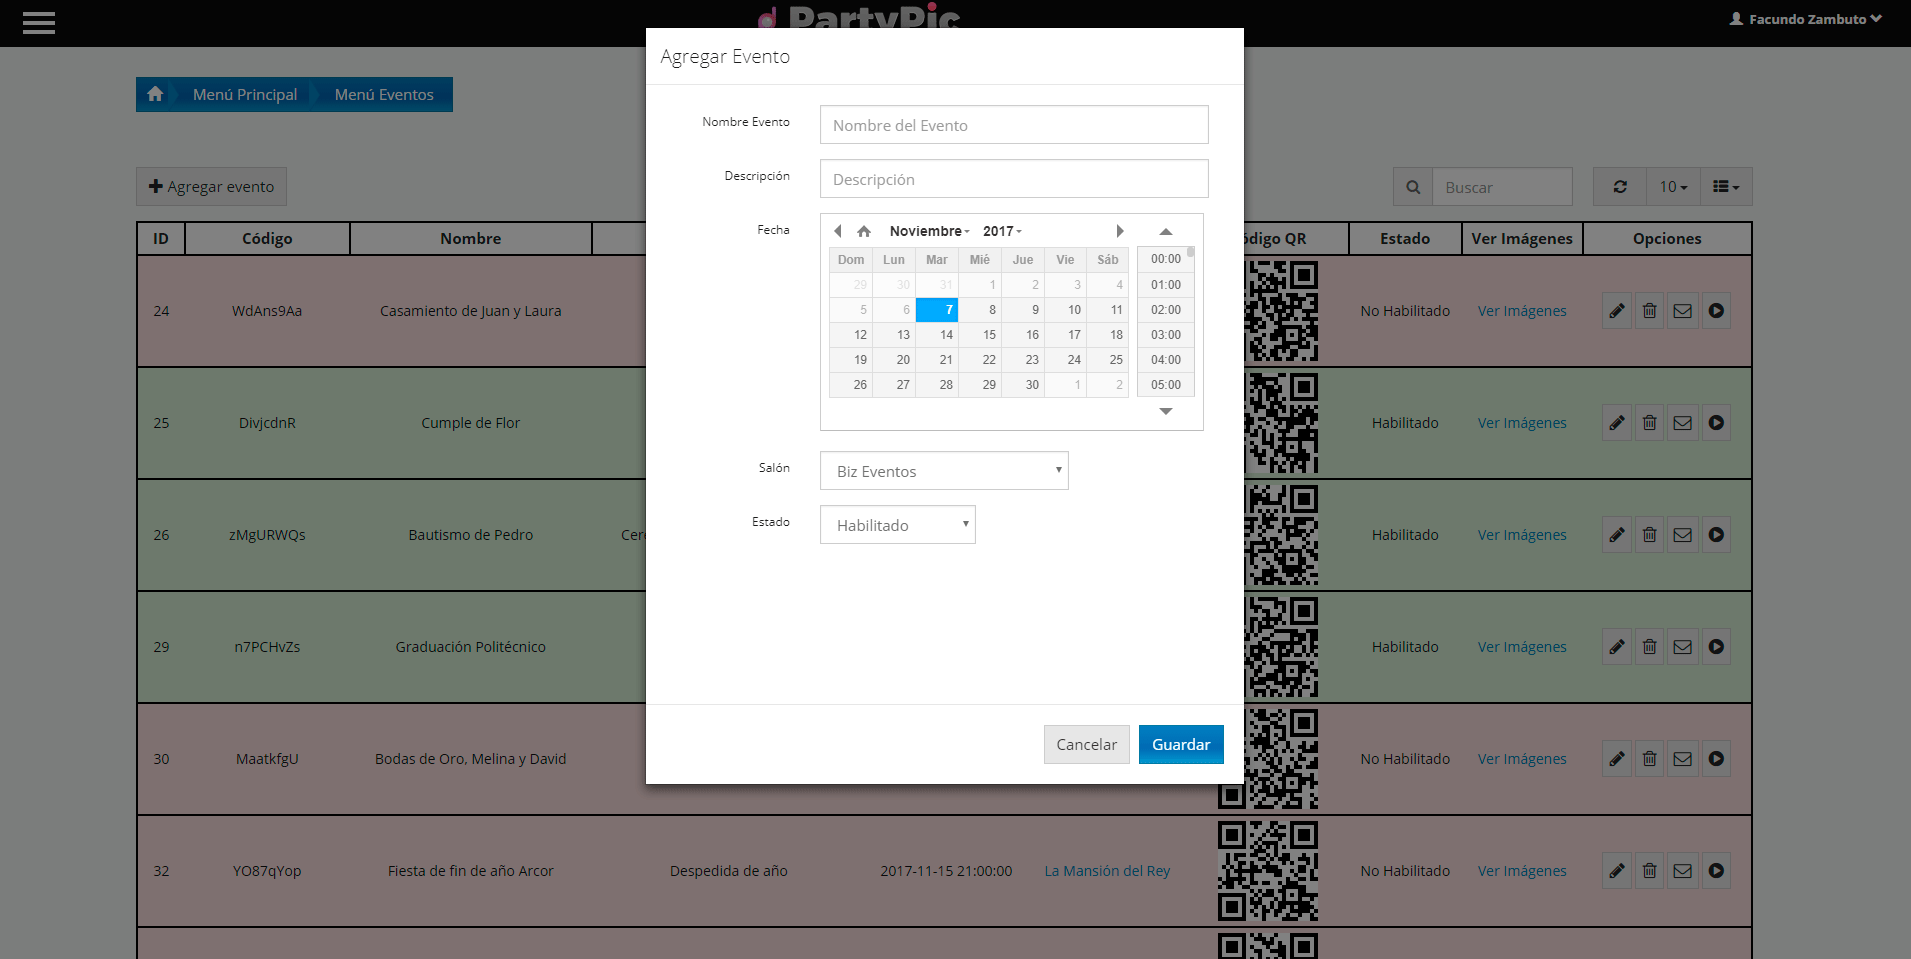 PartyPic
Facundo Zambuto
Menú Principal
Menú Eventos
Agregar evento
Buscar
10
Agregar Evento
Nombre Evento
Nombre del Evento
Descripción
Descripción
Fecha
Noviembre 2017
Dom Lun Mar Mié Jue Vie Sáb
29 30 31 1 2 3 4
5 6 7 8 9 10 11
12 13 14 15 16 17 18
19 20 21 22 23 24 25
26 27 28 29 30 1 2
00:00
01:00
02:00
03:00
04:00
05:00
Salón
Biz Eventos
Estado
Habilitado
Cancelar
Guardar
ID Código Nombre ódigo QR Estado Ver Imágenes Opciones
24 WdAns9Aa Casamiento de Juan y Laura No Habilitado Ver Imágenes
25 DivjcdnR Cumple de Flor Habilitado Ver Imágenes
26 zMgURWQs Bautismo de Pedro Cer Habilitado Ver Imágenes
29 n7PCHvZs Graduación Politécnico Habilitado Ver Imágenes
30 MaatkfgU Bodas de Oro, Melina y David No Habilitado Ver Imágenes
32 YO87qYop Fiesta de fin de año Arcor Despedida de año 2017-11-15 21:00:00 La Mansión del Rey No Habilitado Ver Imágenes